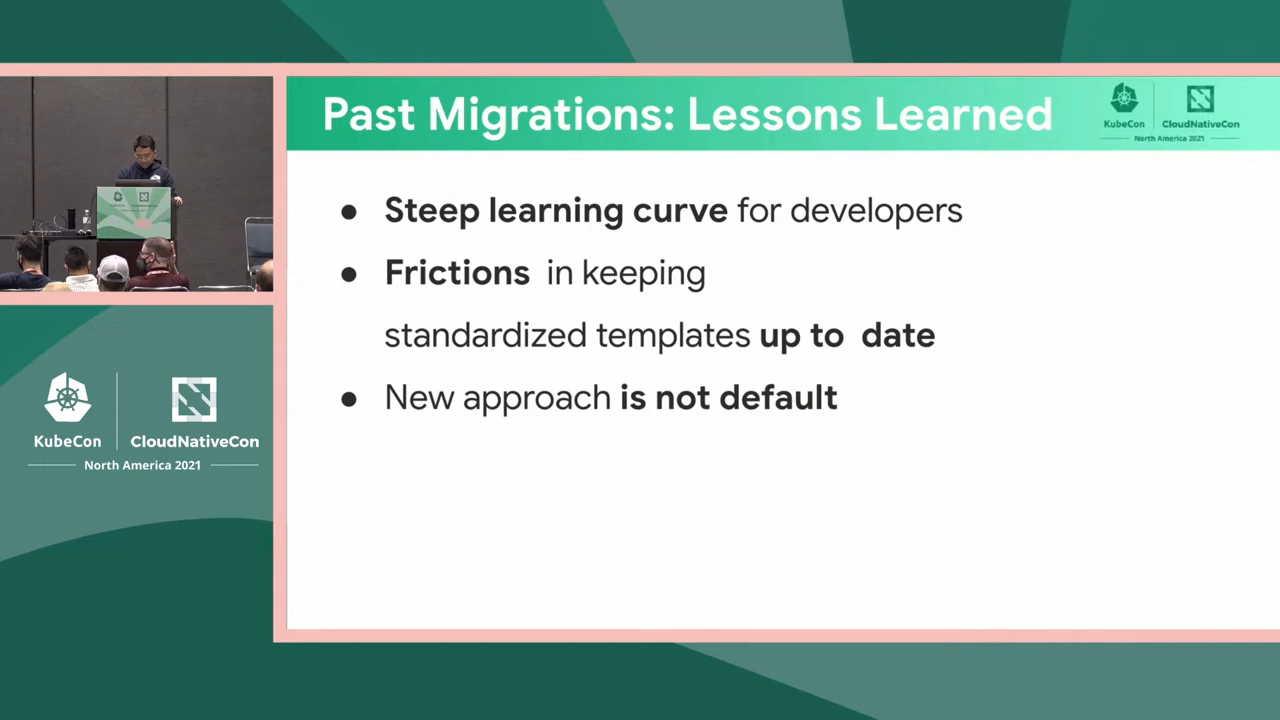 Past Migrations: Lessons Learned
KubeCon
CloudNativeCon
North America 2021
● Steep learning curve for developers
● Frictions in keeping
standardized templates up to date
● New approach is not default
KubeCon
CloudNativeCon
North America 2021